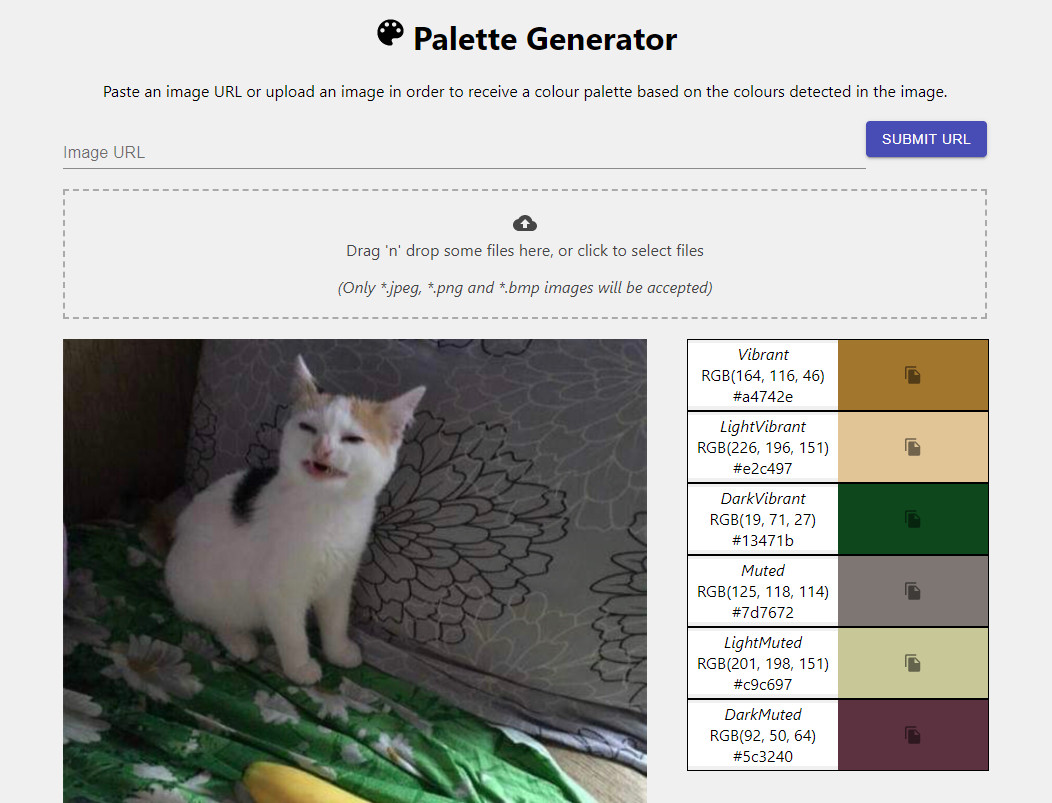 Palette Generator
Paste an image URL or upload an image in order to receive a colour palette based on the colours detected in the image.
Image URL
SUBMIT URL
Drag 'n' drop some files here, or click to select files
(Only *.jpeg, *.png and *.bmp images will be accepted)
Vibrant
RGB(164, 116, 46)
#a4742e
LightVibrant
RGB(226, 196, 151)
#e2c497
DarkVibrant
RGB(19, 71, 27)
#13471b
Muted
RGB(125, 118, 114)
#7d7672
LightMuted
RGB(201, 198, 151)
#c9c697
DarkMuted
RGB(92, 50, 64)
#5c3240